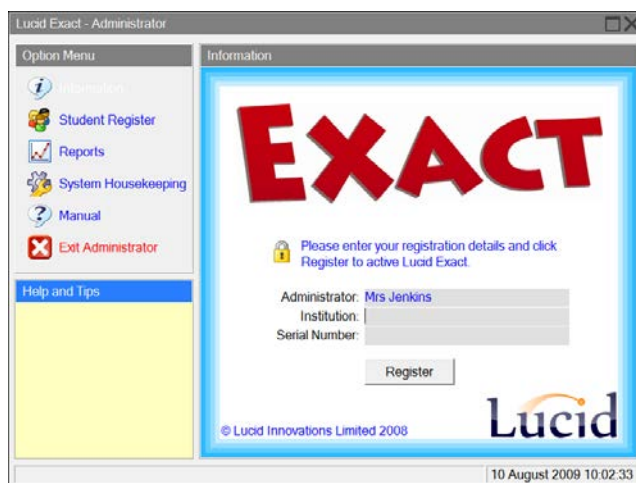 Lucid Exact - Administrator
Option Menu
Information
Student Register
Reports
System Housekeeping
Manual
Exit Administrator
Help and Tips
Information
EXACT
Please enter your registration details and click
Register to active Lucid Exact.
Administrator: Mrs Jenkins
Institution:
Serial Number:
Register
© Lucid Innovations Limited 2008
Lucid
10 August 2009 10:02:33